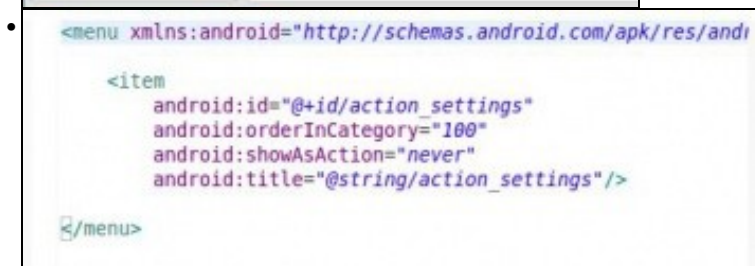 <menu xmlns:android="http://schemas.android.com/apk/res/andr
<item
android:id="@+id/action_settings"
android:orderInCategory="100"
android:showAsAction="never"
android:title="@string/action_settings"/>
</menu>